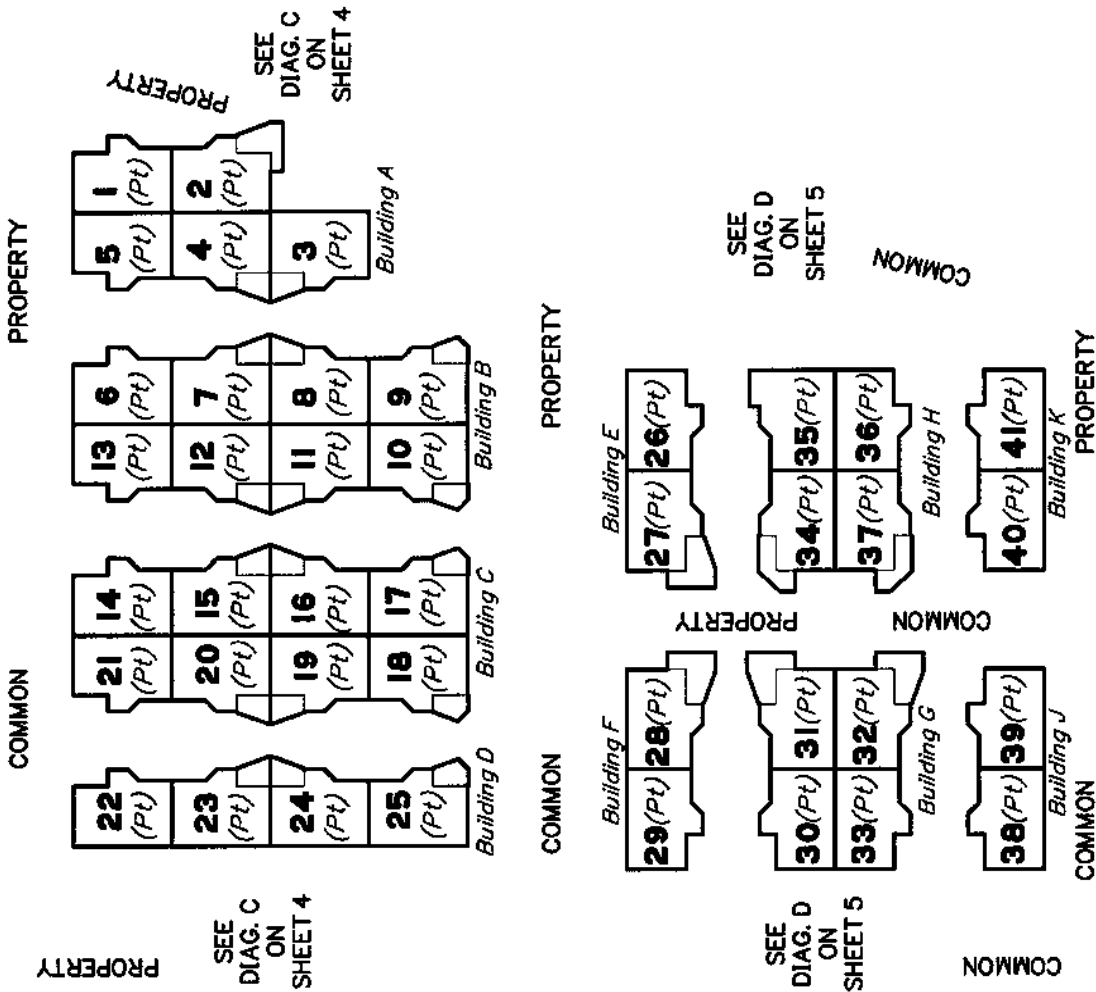 PROPERTY
SEE
DIAG. C
ON
SHEET 4
PROPERTY
1
(Pt)
2
(Pt)
5
(Pt)
4
(Pt)
3
(Pt)
Building A
6
(Pt)
7
(Pt)
8
(Pt)
9
(Pt)
13
(Pt)
12
(Pt)
11
(Pt)
10
(Pt)
Building B
COMMON
14
(Pt)
15
(Pt)
16
(Pt)
17
(Pt)
21
(Pt)
20
(Pt)
19
(Pt)
18
(Pt)
Building C
22
(Pt)
23
(Pt)
24
(Pt)
25
(Pt)
Building D
SEE
DIAG. C
ON
SHEET 4
PROPERTY
PROPERTY
SEE
DIAG. D
ON
SHEET 5
COMMON
Building E
26(Pt)
27(Pt)
35(Pt)
36(Pt)
34(Pt)
37(Pt)
Building H
41(Pt)
40(Pt)
Building K
PROPERTY
PROPERTY
COMMON
COMMON
Building F
28(Pt)
29(Pt)
31(Pt)
32(Pt)
30(Pt)
33(Pt)
Building G
39(Pt)
38(Pt)
Building J
COMMON
SEE
DIAG. D
ON
SHEET 5
COMMON